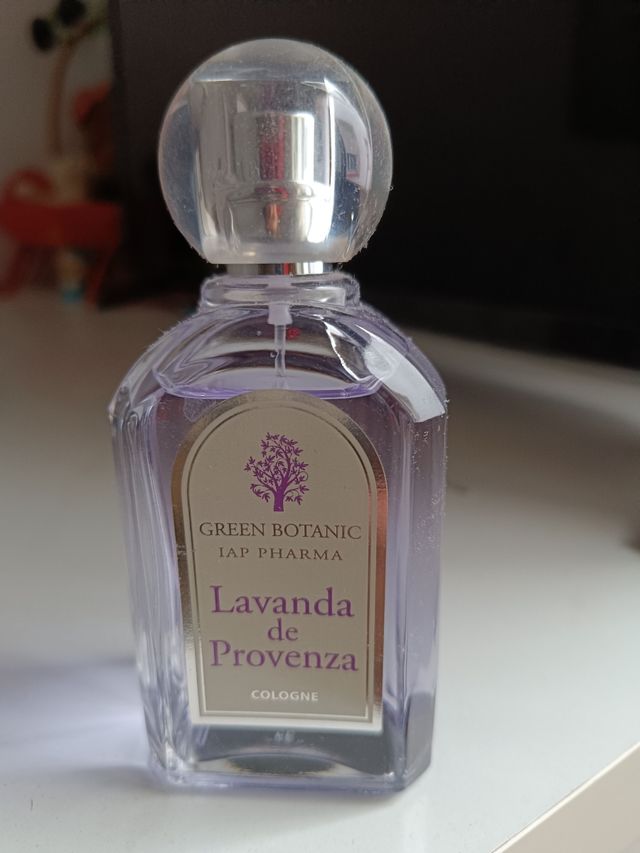 GREEN BOTANIC
IAP PHARMA
Lavanda
de
Provenza
COLOGNE